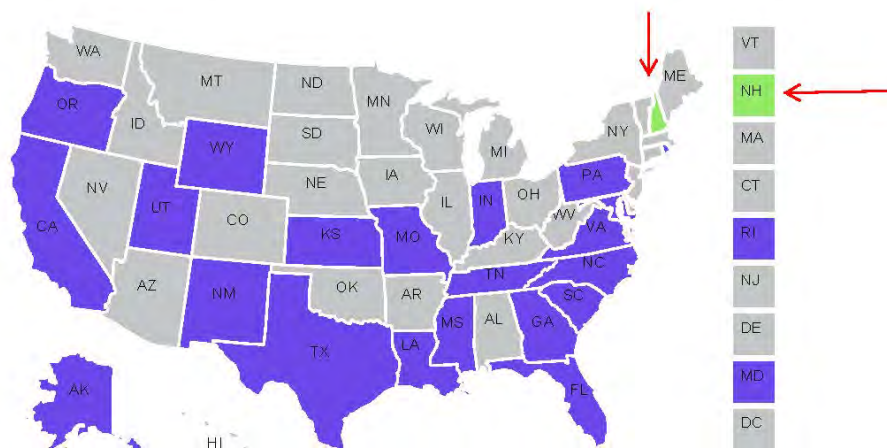 WA
MT
ND
MN
ME
VT
OR
ID
SD
WI
MI
NY
NH
WY
MA
NV
NE
IA
IL
IN
OH
PA
CT
CA
UT
CO
KS
MO
KY
WV
VA
RI
AZ
NM
OK
AR
TN
NC
NJ
TX
LA
MS
AL
GA
SC
DE
AK
FL
MD
HI
DC